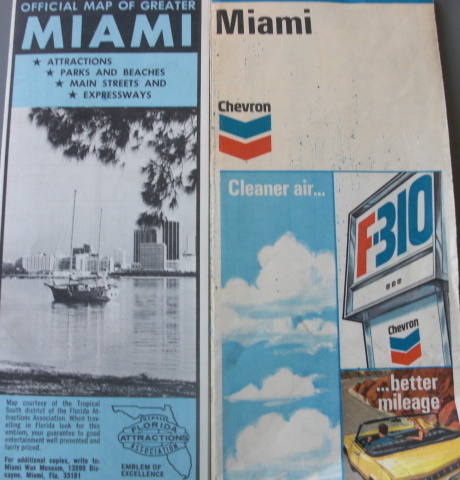 OFFICIAL MAP OF GREATER
MIAMI
★ ATTRACTIONS
★ PARKS AND BEACHES
★ MAIN STREETS AND
★ EXPRESSWAYS
Map courtesy of the Tropical
South district of the Florida At-
tractions Association. When trav-
eling in Florida look for this
emblem, your guarantee to good
entertainment well presented and
fairly priced.
For additional copies, write to:
Miami Wax Museum, 13899 Bis-
cayne, Miami, Fla. 33181
FLORIDA
ATTRACTIONS
ASSOCIATION
EMBLEM OF
EXCELLENCE
Miami
Chevron
Cleaner air...
F-310
Chevron
...better
mileage